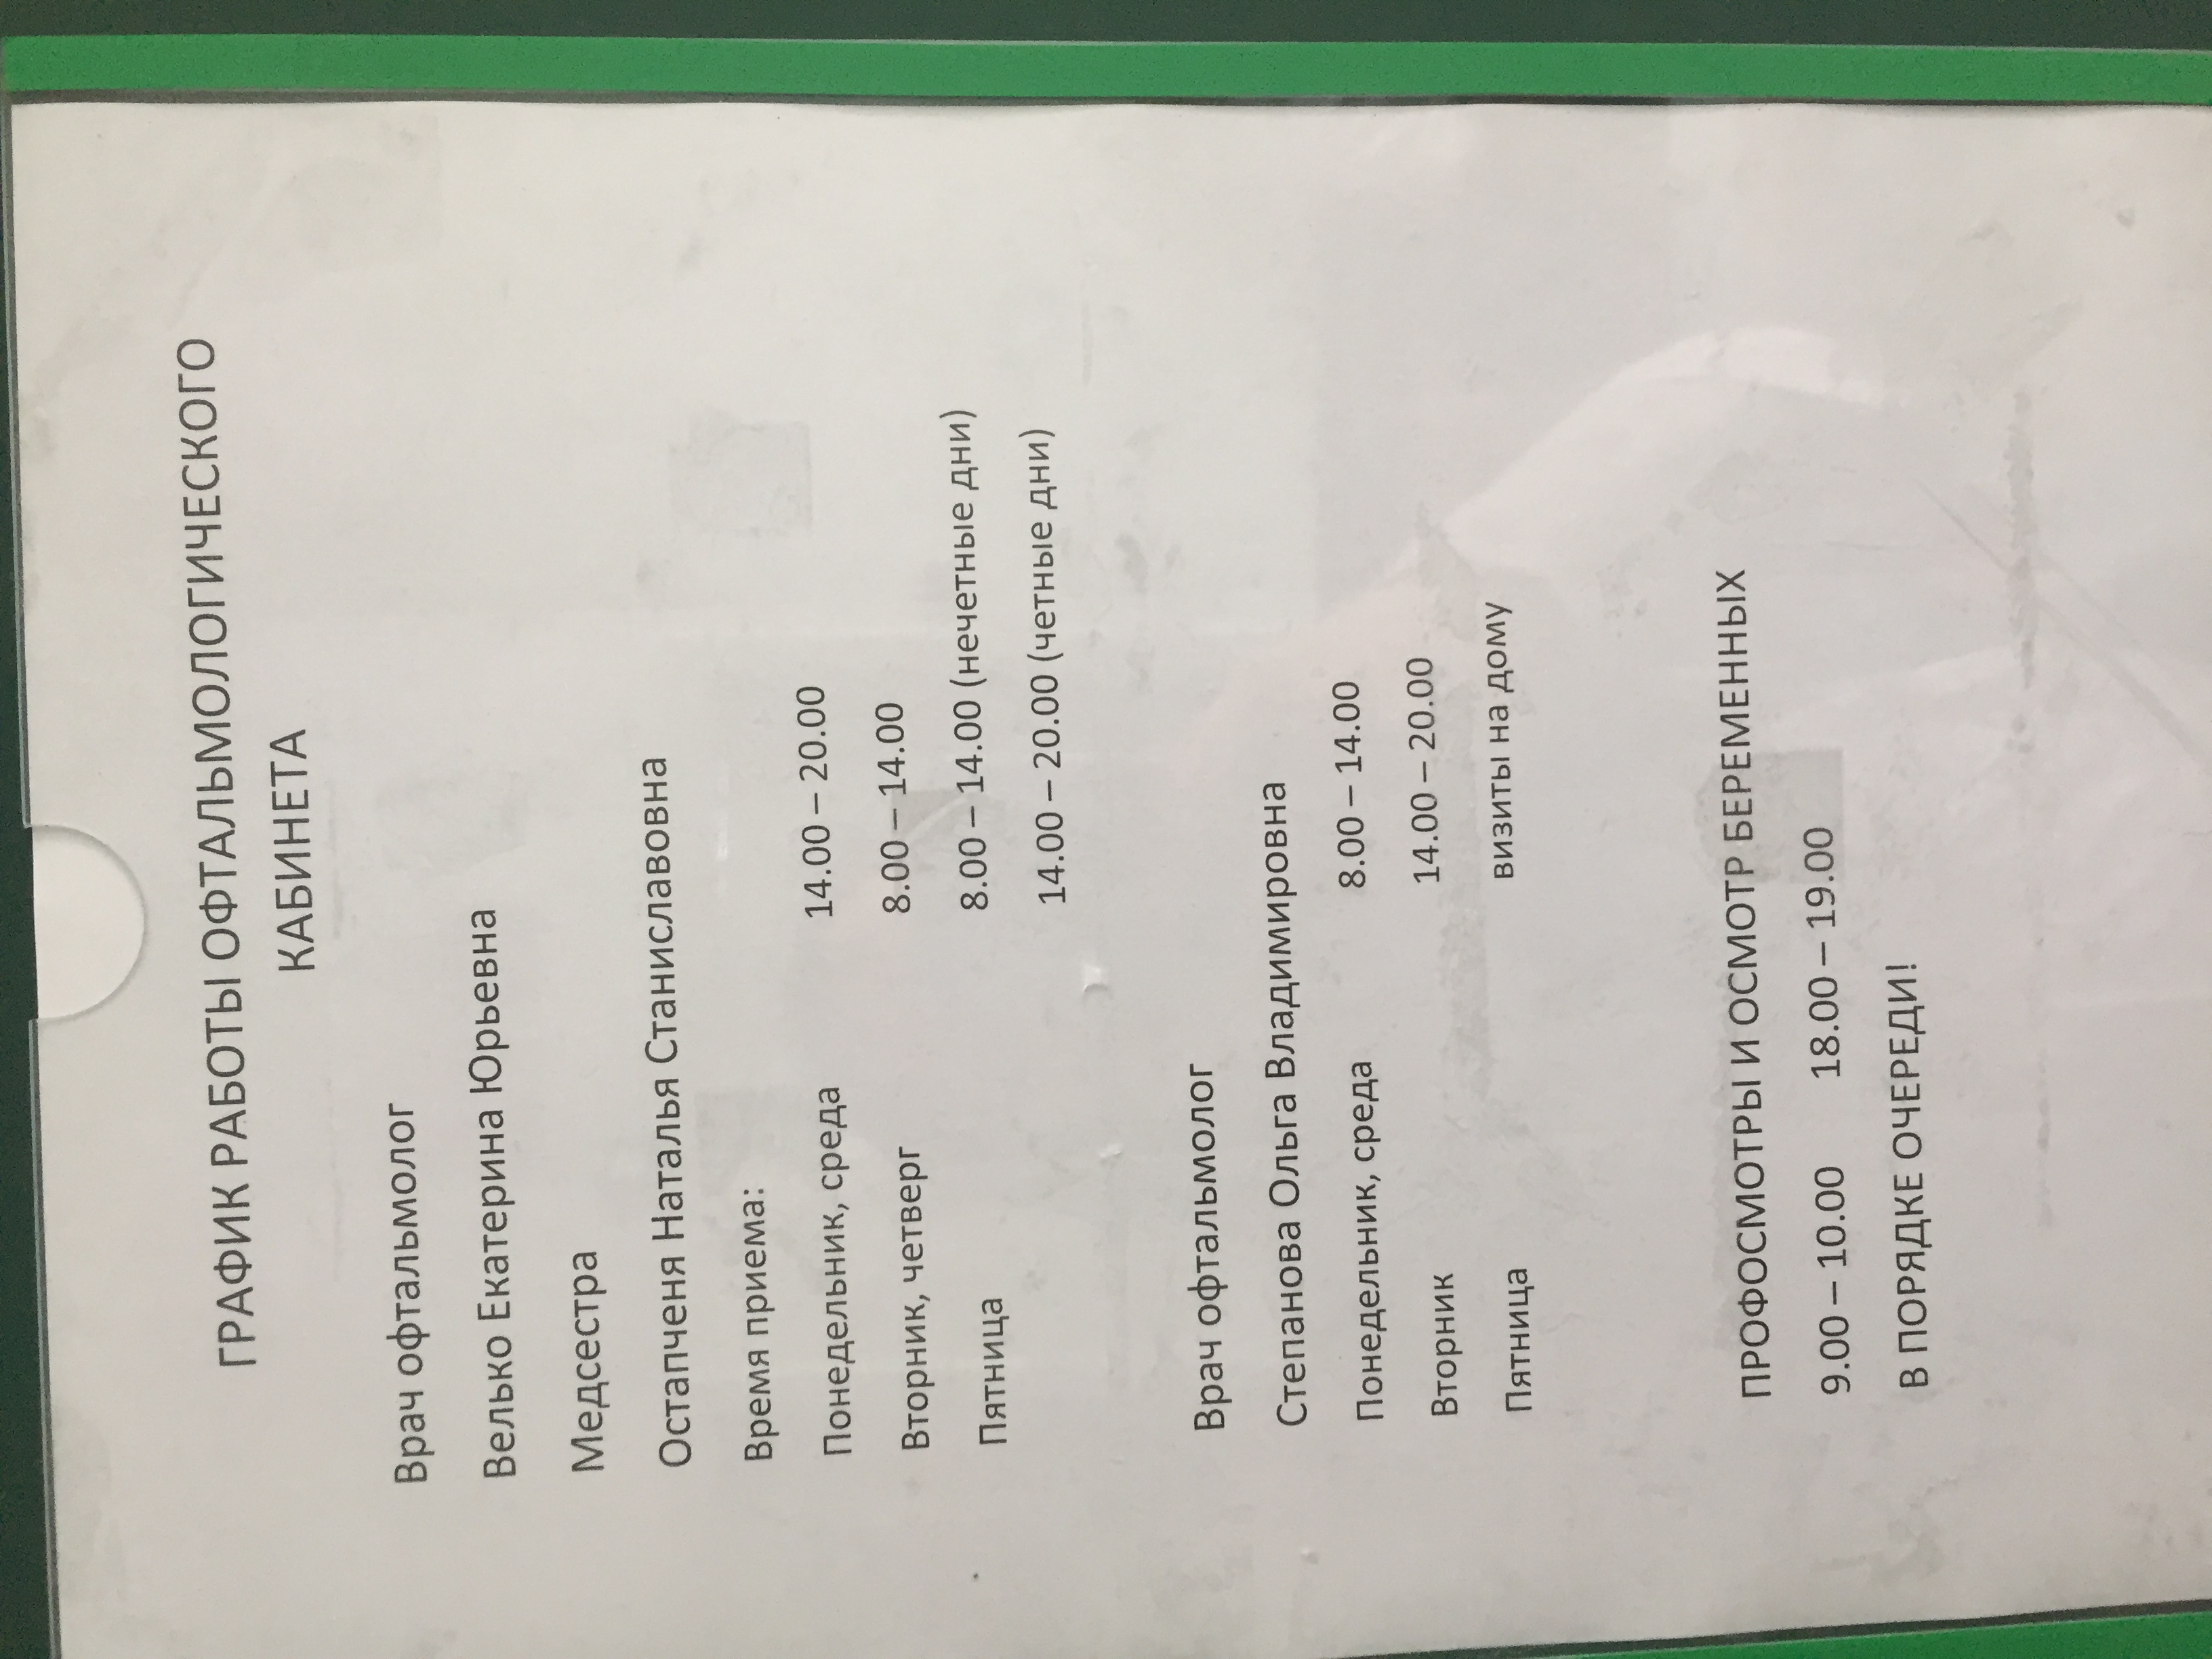 ГРАФИК РАБОТЫ ОФТАЛЬМОЛОГИЧЕСКОГО
КАБИНЕТА
Врач офтальмолог
Велько Екатерина Юрьевна
Медсестра
Остапченя Наталья Станиславовна
Время приема:
Понедельник, среда 14.00 – 20.00
Вторник, четверг 8.00 – 14.00
Пятница 8.00 – 14.00 (нечетные дни)
14.00 – 20.00 (четные дни)
Врач офтальмолог
Степанова Ольга Владимировна
Понедельник, среда 8.00 – 14.00
Вторник 14.00 – 20.00
Пятница визиты на дому
ПРОФОСМОТРЫ И ОСМОТР БЕРЕМЕННЫХ
9.00 – 10.00 18.00 – 19.00
В ПОРЯДКЕ ОЧЕРЕДИ!